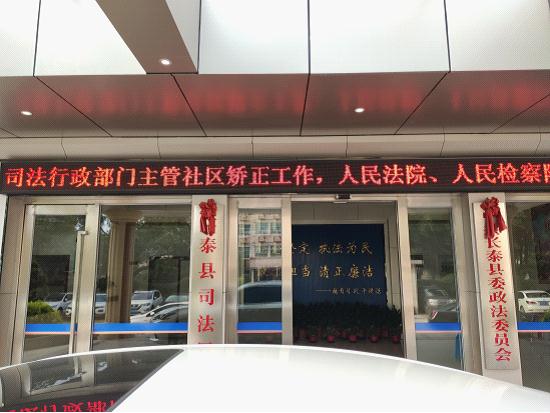 司法行政部门主管社区矫正工作，人民法院、人民检察院
泰县司法
执法为民
担当 清正廉洁
长泰县委政法委员会